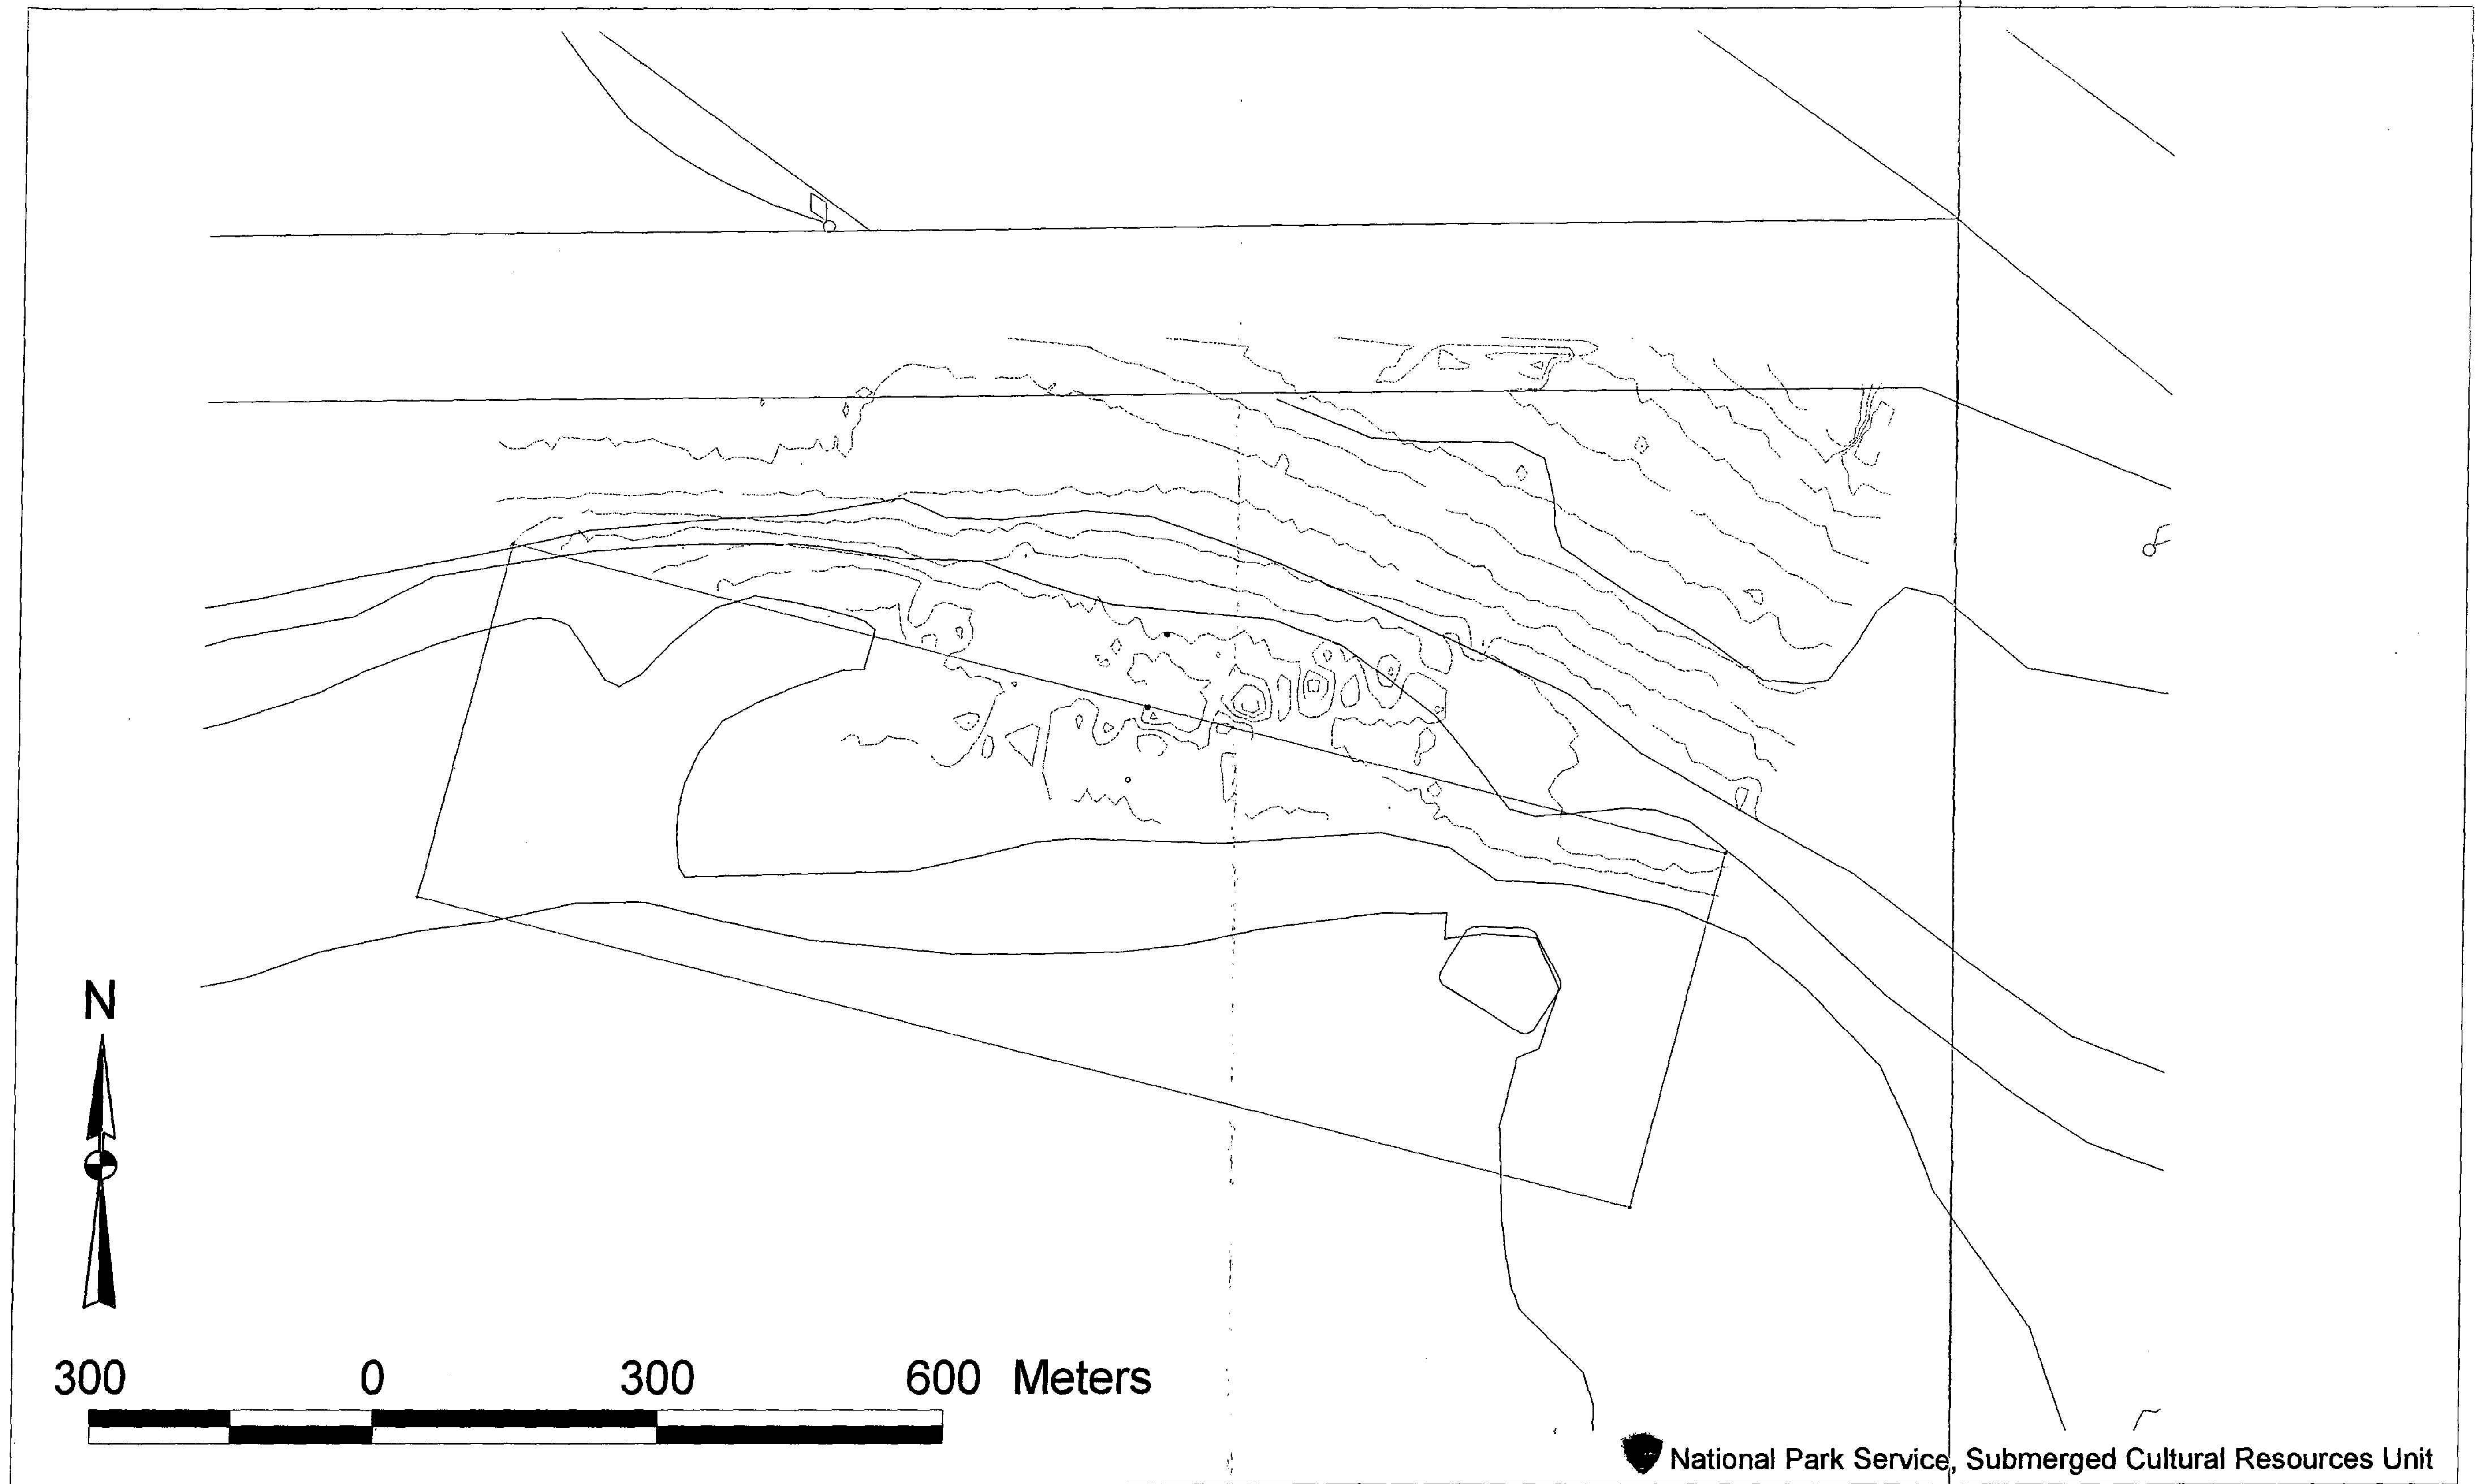 N
300 0 300 600 Meters
National Park Service, Submerged Cultural Resources Unit